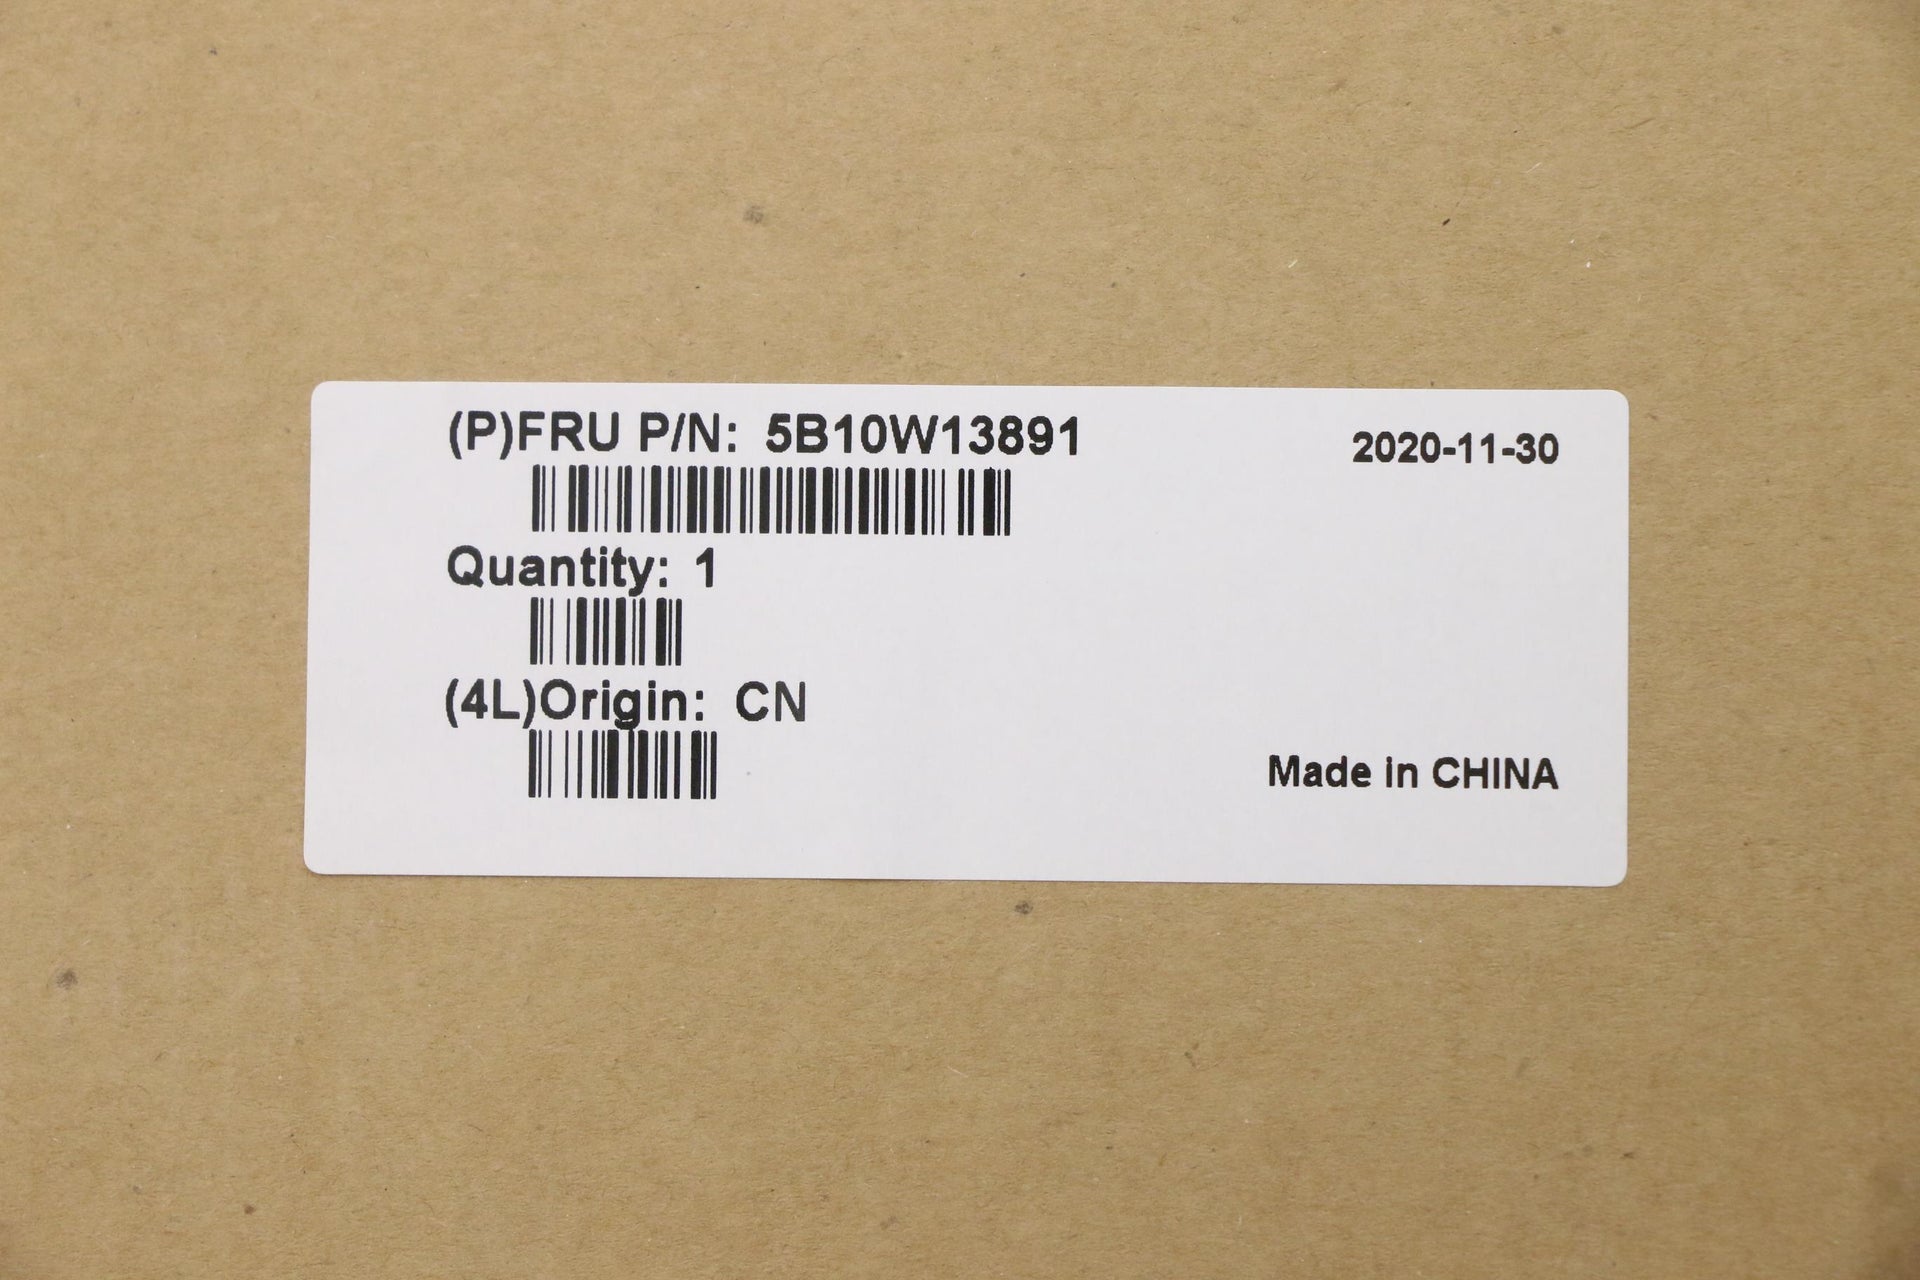 (P)FRU P/N: 5B10W13891
2020-11-30
Quantity: 1
(4L)Origin: CN
Made in CHINA